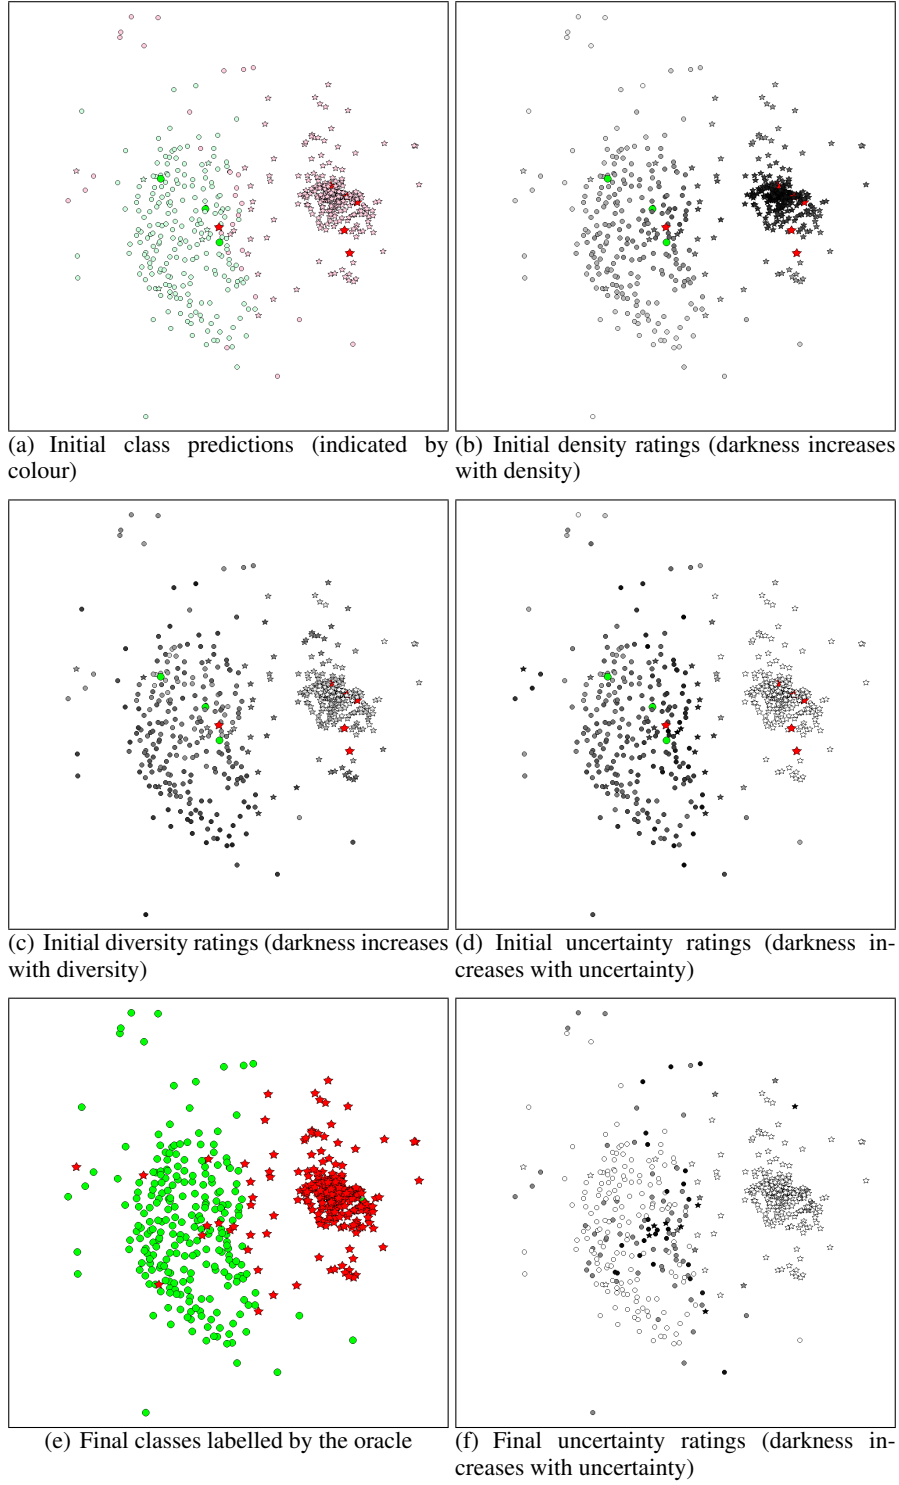 (a) Initial class predictions (indicated by
colour)
(b) Initial density ratings (darkness increases
with density)
(c) Initial diversity ratings (darkness increases
with diversity)
(d) Initial uncertainty ratings (darkness in-
creases with uncertainty)
(e) Final classes labelled by the oracle
(f) Final uncertainty ratings (darkness in-
creases with uncertainty)